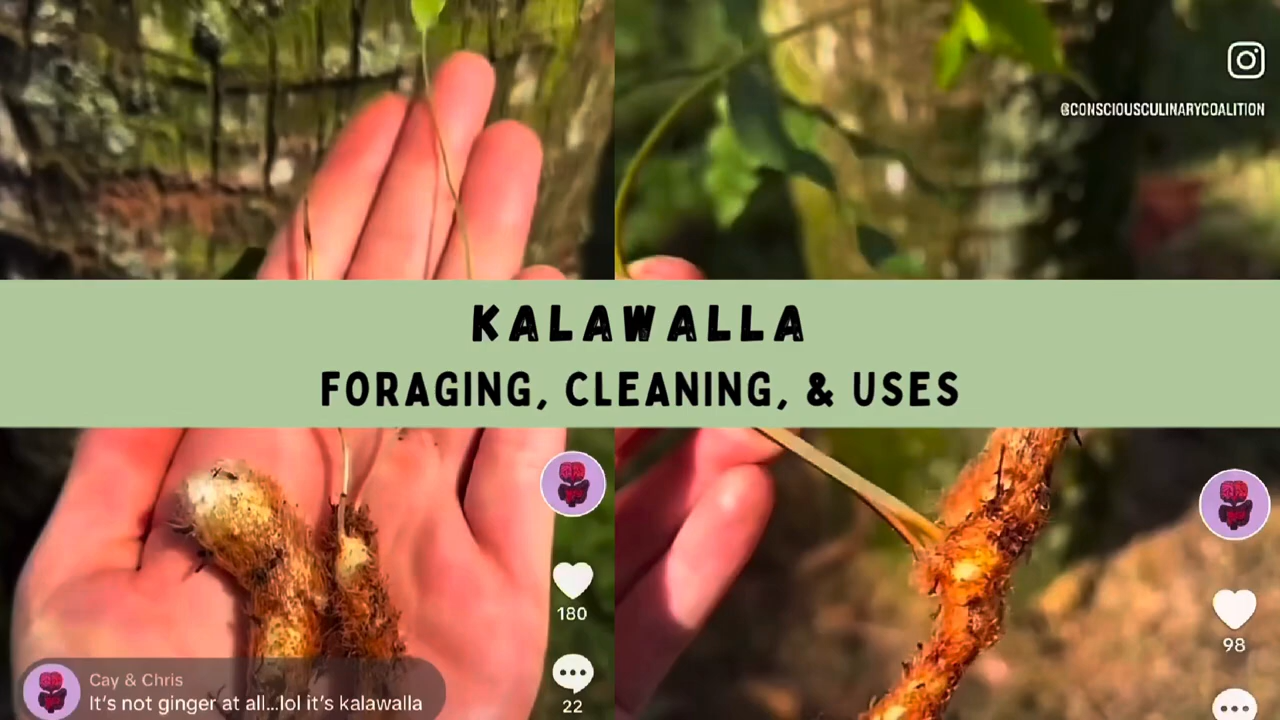 @CONSCIOUSCULINARYCOALITION
KALAWALLA
FORAGING, CLEANING, & USES
180
98
Cay & Chris
It's not ginger at all...lol it's kalawalla
22